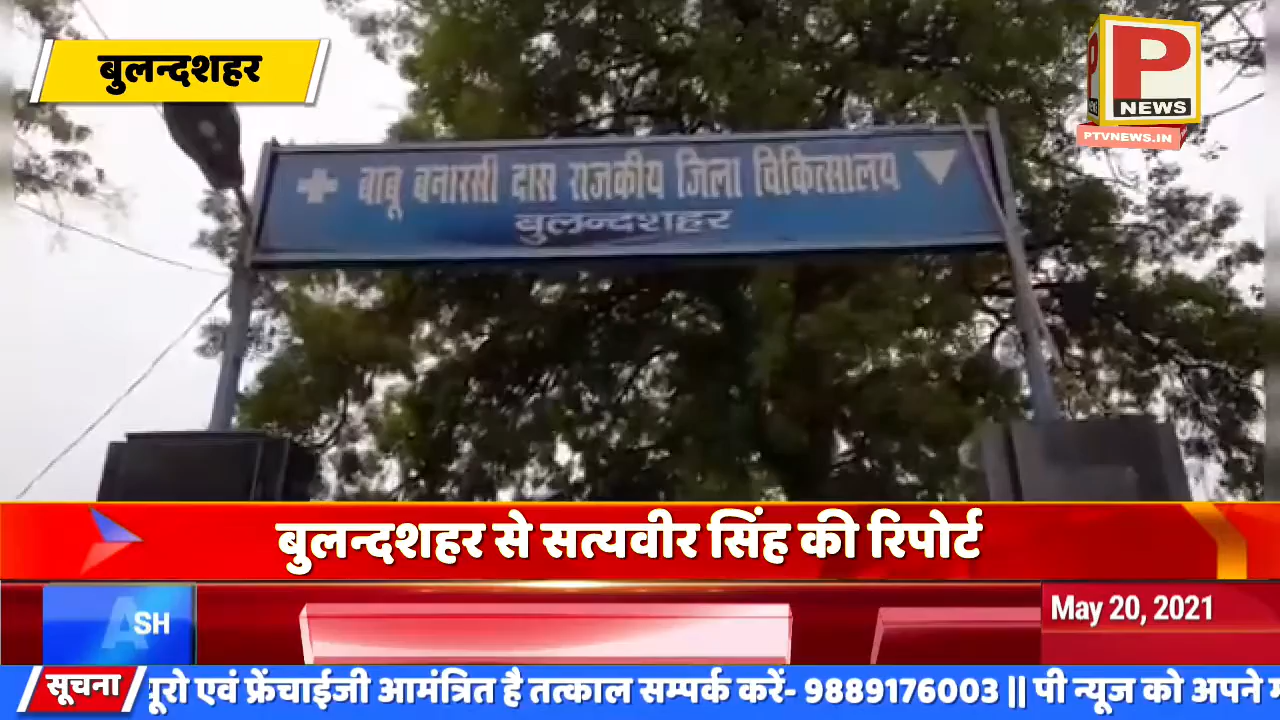 बुलन्दशहर
P
NEWS
PTVNEWS.IN
बाबू बनारसी दास राजकीय जिला चिकित्सालय
बुलन्दशहर
बुलन्दशहर से सत्यवीर सिंह की रिपोर्ट
ASH
May 20, 2021
सूचना
यूरो एवं फ्रेंचाईजी आमंत्रित है तत्काल सम्पर्क करें- 9889176003 || पी न्यूज को अपने